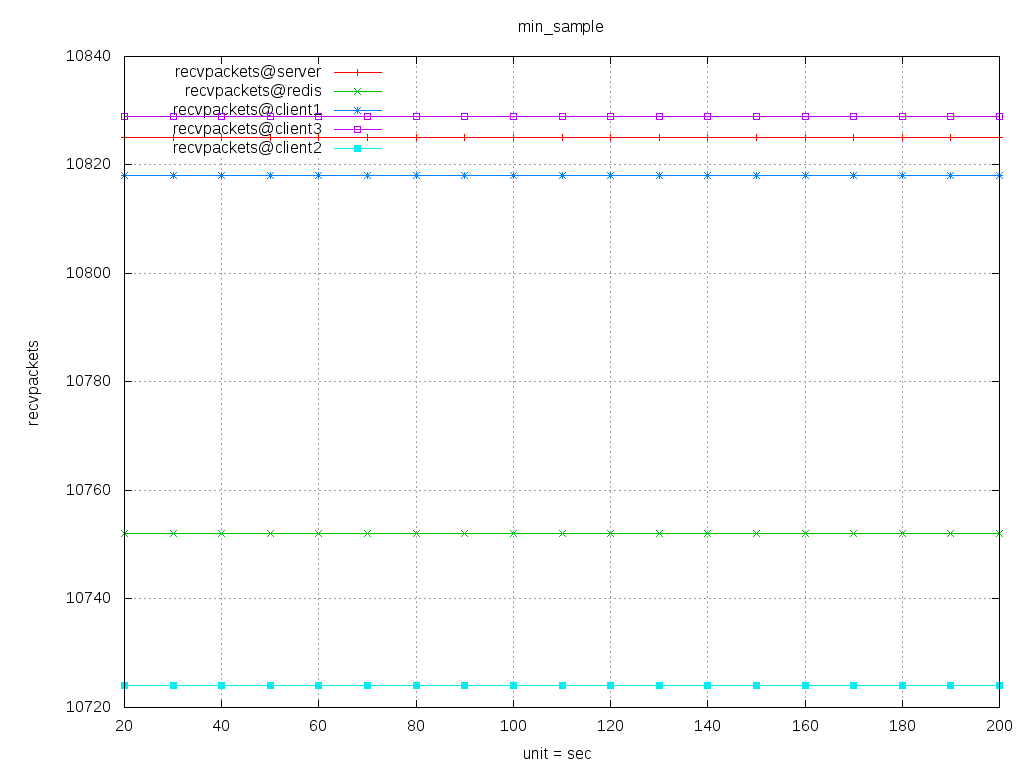 min_sample
10840
10820
10800
10780
10760
10740
10720
recvpackets@server
recvpackets@redis
recvpackets@client1
recvpackets@client3
recvpackets@client2
recvpackets
20 40 60 80 100 120 140 160 180 200
unit = sec